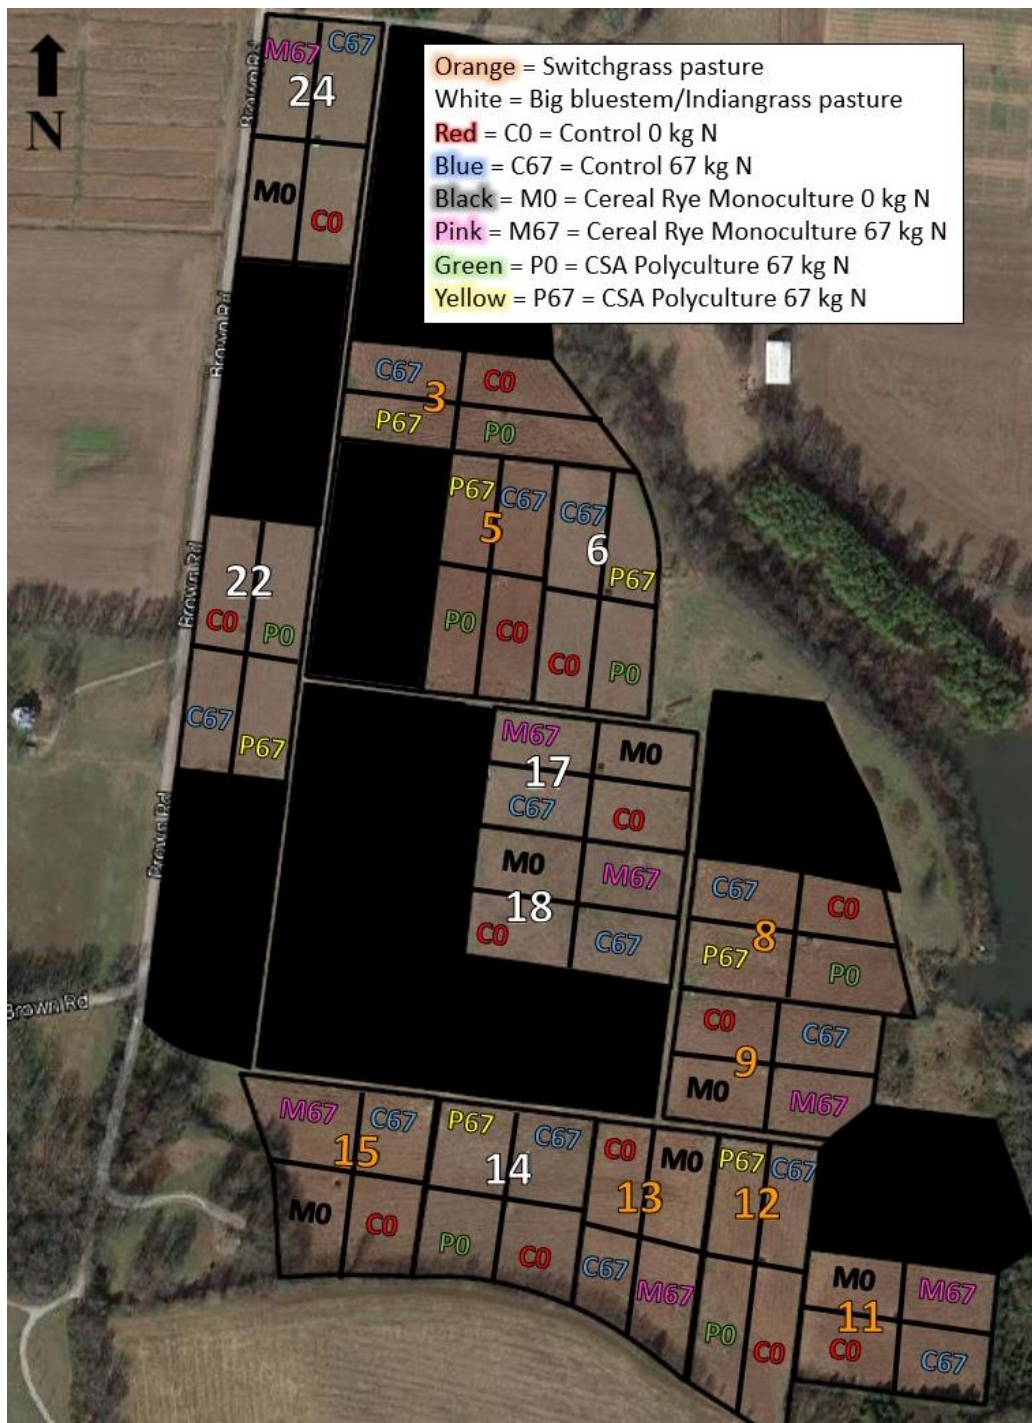 N
Orange = Switchgrass pasture
White = Big bluestem/Indiangrass pasture
Red = C0 = Control 0 kg N
Blue = C67 = Control 67 kg N
Black = M0 = Cereal Rye Monoculture 0 kg N
Pink = M67 = Cereal Rye Monoculture 67 kg N
Green = P0 = CSA Polyculture 67 kg N
Yellow = P67 = CSA Polyculture 67 kg N
Brown Rd
M67 C67
24
M0 C0
Brown Rd
C67 C0
3
P67 P0
P67 C67 C67
5 6
P67
P0 C0 C0 P0
Brown Rd
22
C0 P0
C67 P67
M67 M0
17
C67 C0
M0 M67
18
C0 C67
Brown Rd
C67 C0
8
P67 P0
C0 C67
9
M0 M67
Brown Rd
M67 C67 P67 C67 C0 M0 P67 C67
15 14 13 12
M0 C0 P0 C0 C67 M67 P0 C0
M0 M67
11
C0 C67